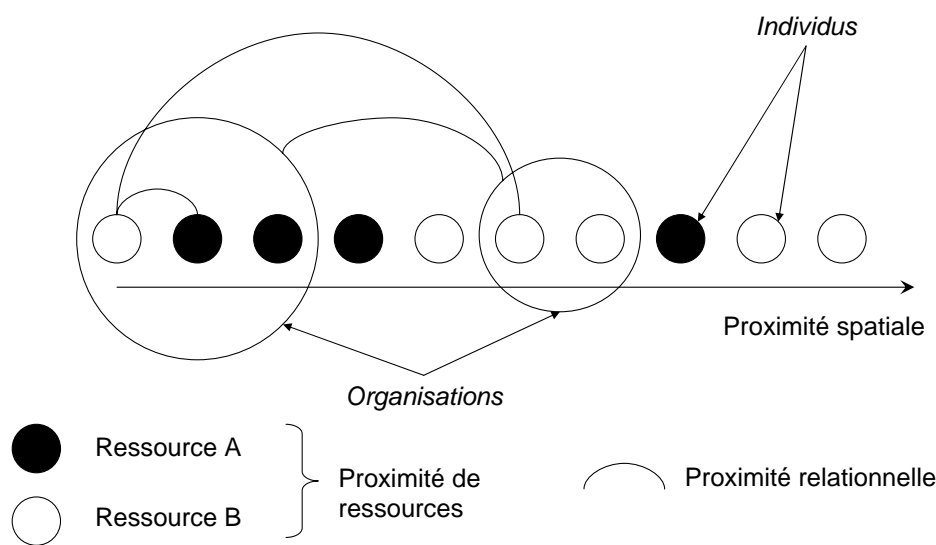 Individus
Proximité spatiale
Organisations
Ressource A
Ressource B
Proximité de
ressources
Proximité relationnelle